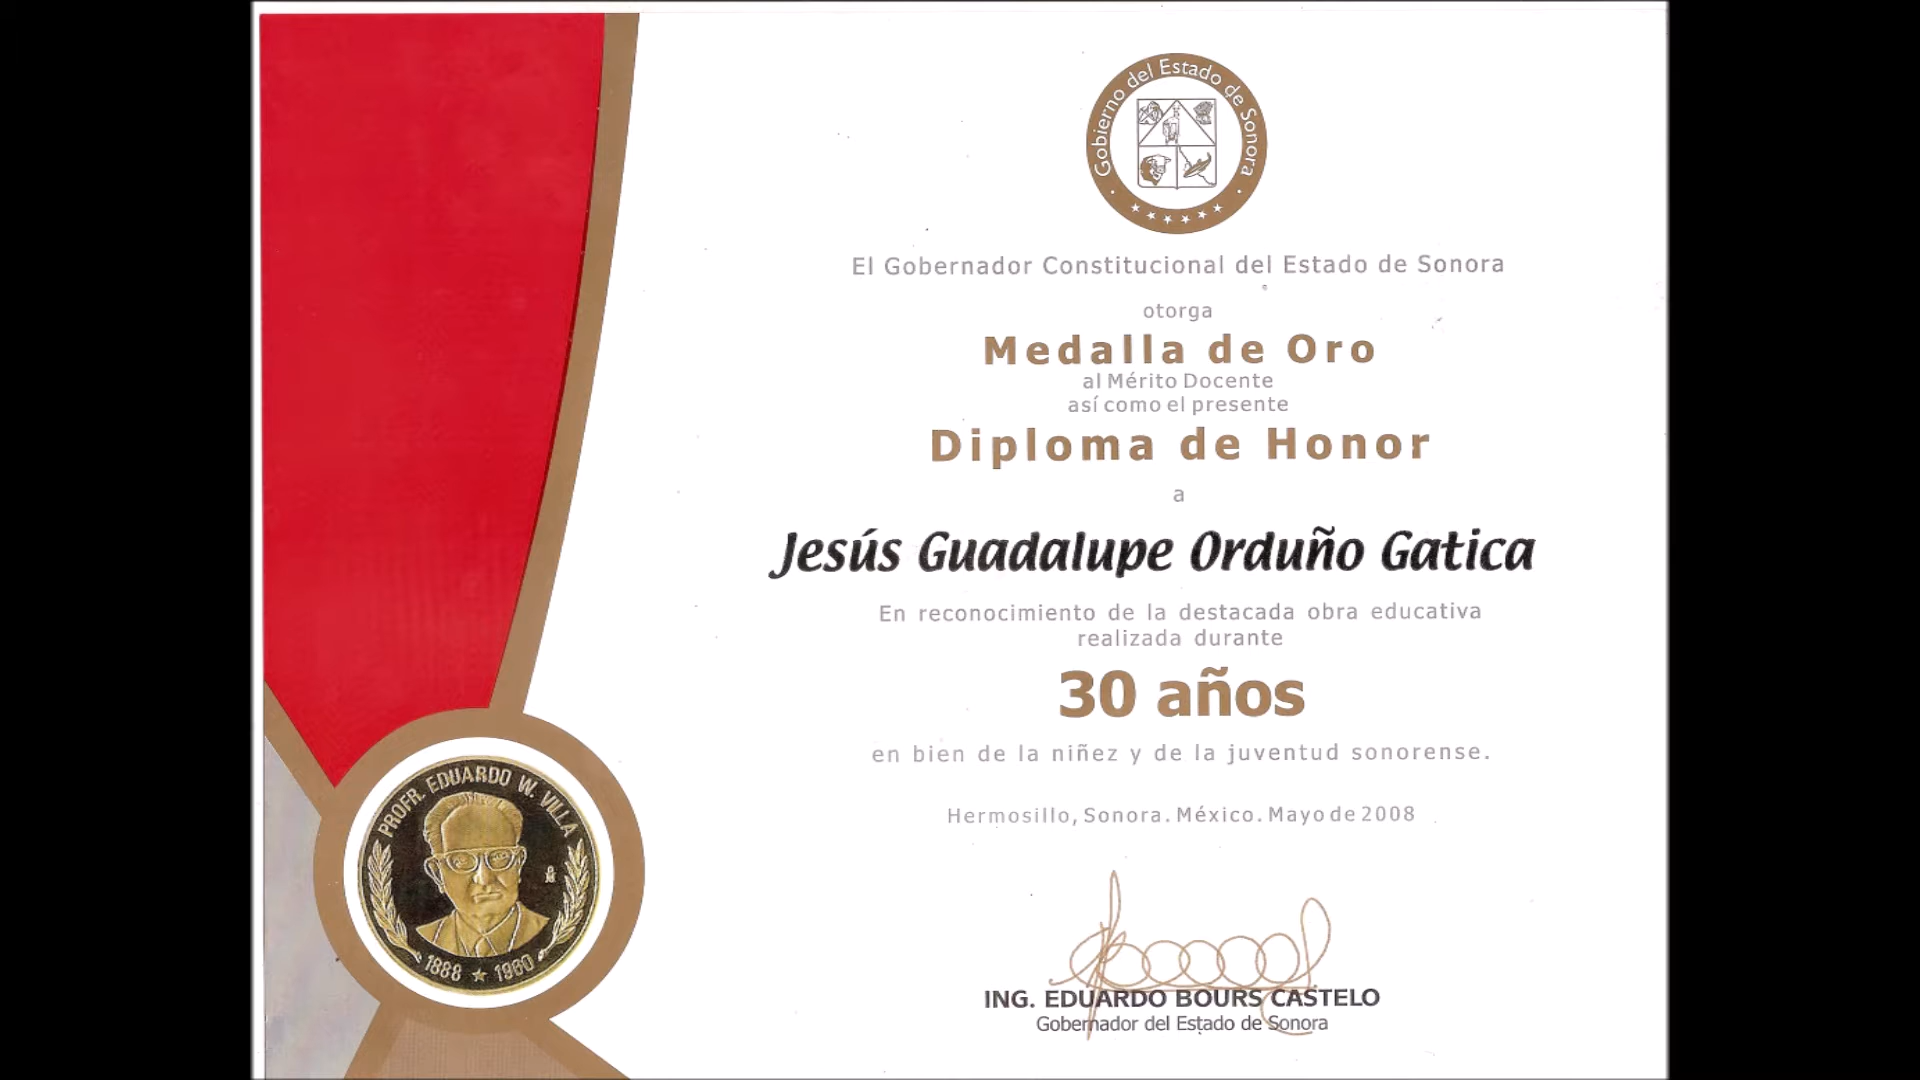 Gobierno del Estado de Sonora
El Gobernador Constitucional del Estado de Sonora
otorga
Medalla de Oro
al Mérito Docente
así como el presente
Diploma de Honor
a
Jesús Guadalupe Orduño Gatica
En reconocimiento de la destacada obra educativa
realizada durante
30 años
en bien de la niñez y de la juventud sonorense.
Hermosillo, Sonora. México. Mayo de 2008
ING. EDUARDO BOURS CASTELO
Gobernador del Estado de Sonora
PROFR. EDUARDO W. VILLA
1888 ★ 1960